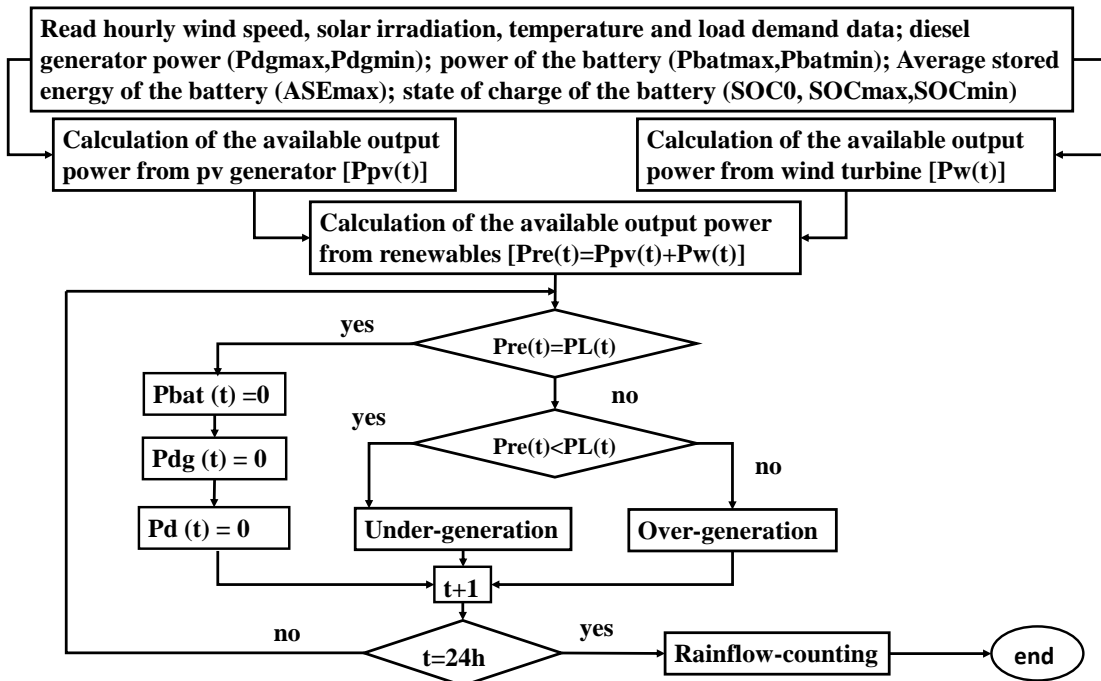 Read hourly wind speed, solar irradiation, temperature and load demand data; diesel
generator power (Pdgmax,Pdgmin); power of the battery (Pbatmax,Pbatmin); Average stored
energy of the battery (ASEmax); state of charge of the battery (SOC0, SOCmax,SOCmin)
Calculation of the available output
power from pv generator [Ppv(t)]
Calculation of the available output
power from wind turbine [Pw(t)]
Calculation of the available output power
from renewables [Pre(t)=Ppv(t)+Pw(t)]
yes
Pre(t)=PL(t)
Pbat (t) =0
no
yes
Pre(t)<PL(t)
Pdg (t) = 0
no
Pd (t) = 0
Under-generation
Over-generation
t+1
no
yes
t=24h
Rainflow-counting
end